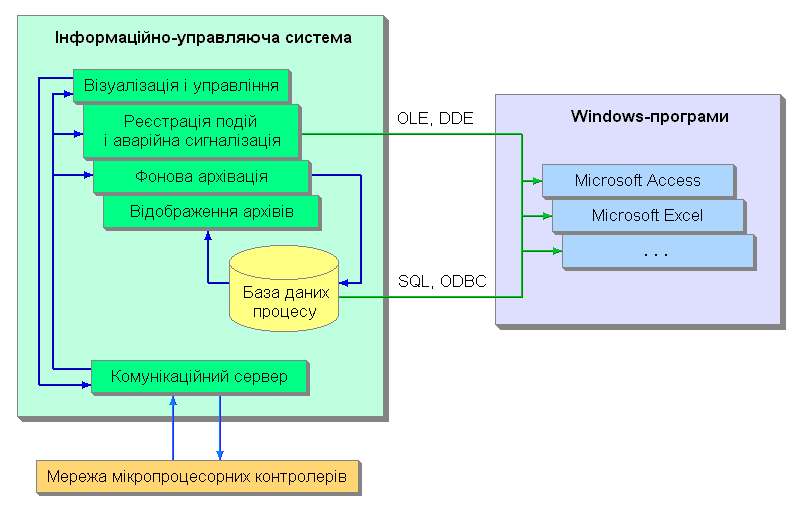 Інформаційно-управляюча система
Візуалізація і управління
Реєстрація подій
і аварійна сигналізація
Фонова архівація
Відображення архівів
База даних
процесу
Комунікаційний сервер
Мережа мікропроцесорних контролерів
OLE, DDE
SQL, ODBC
Windows-програми
Microsoft Access
Microsoft Excel
. . .